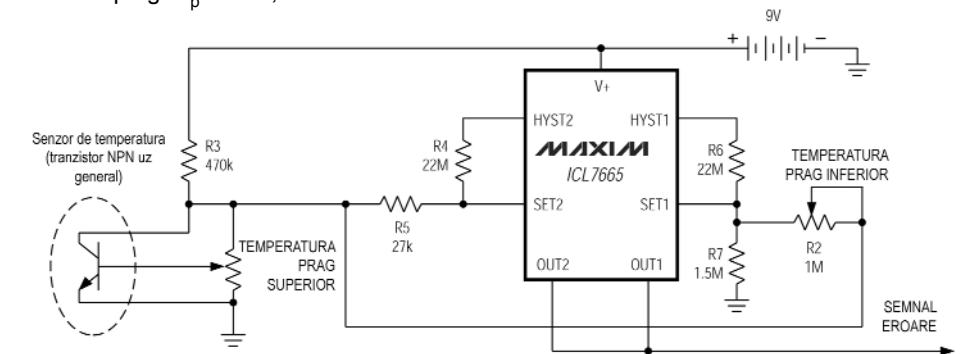 9V
+
−
V+
Senzor de temperatura
(tranzistor NPN uz
general)
R3
470k
R4
22M
HYST2
HYST1
MAXIM
ICL7665
R6
22M
TEMPERATURA
PRAG INFERIOR
SET2
SET1
R5
27k
R2
1M
TEMPERATURA
PRAG
SUPERIOR
R7
1.5M
OUT2
OUT1
SEMNAL
EROARE